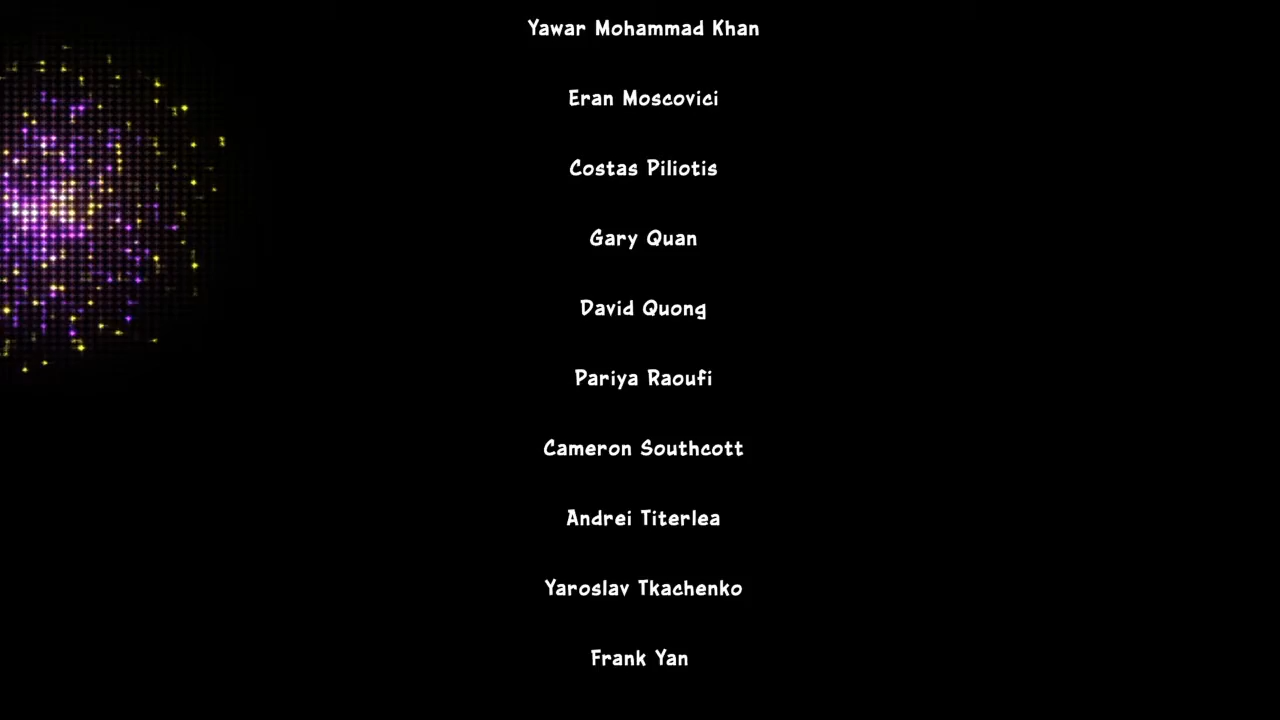 Yawar Mohammad Khan
Eran Moscovici
Costas Piliotis
Gary Quan
David Quong
Pariya Raoufi
Cameron Southcott
Andrei Titerlea
Yaroslav Tkachenko
Frank Yan